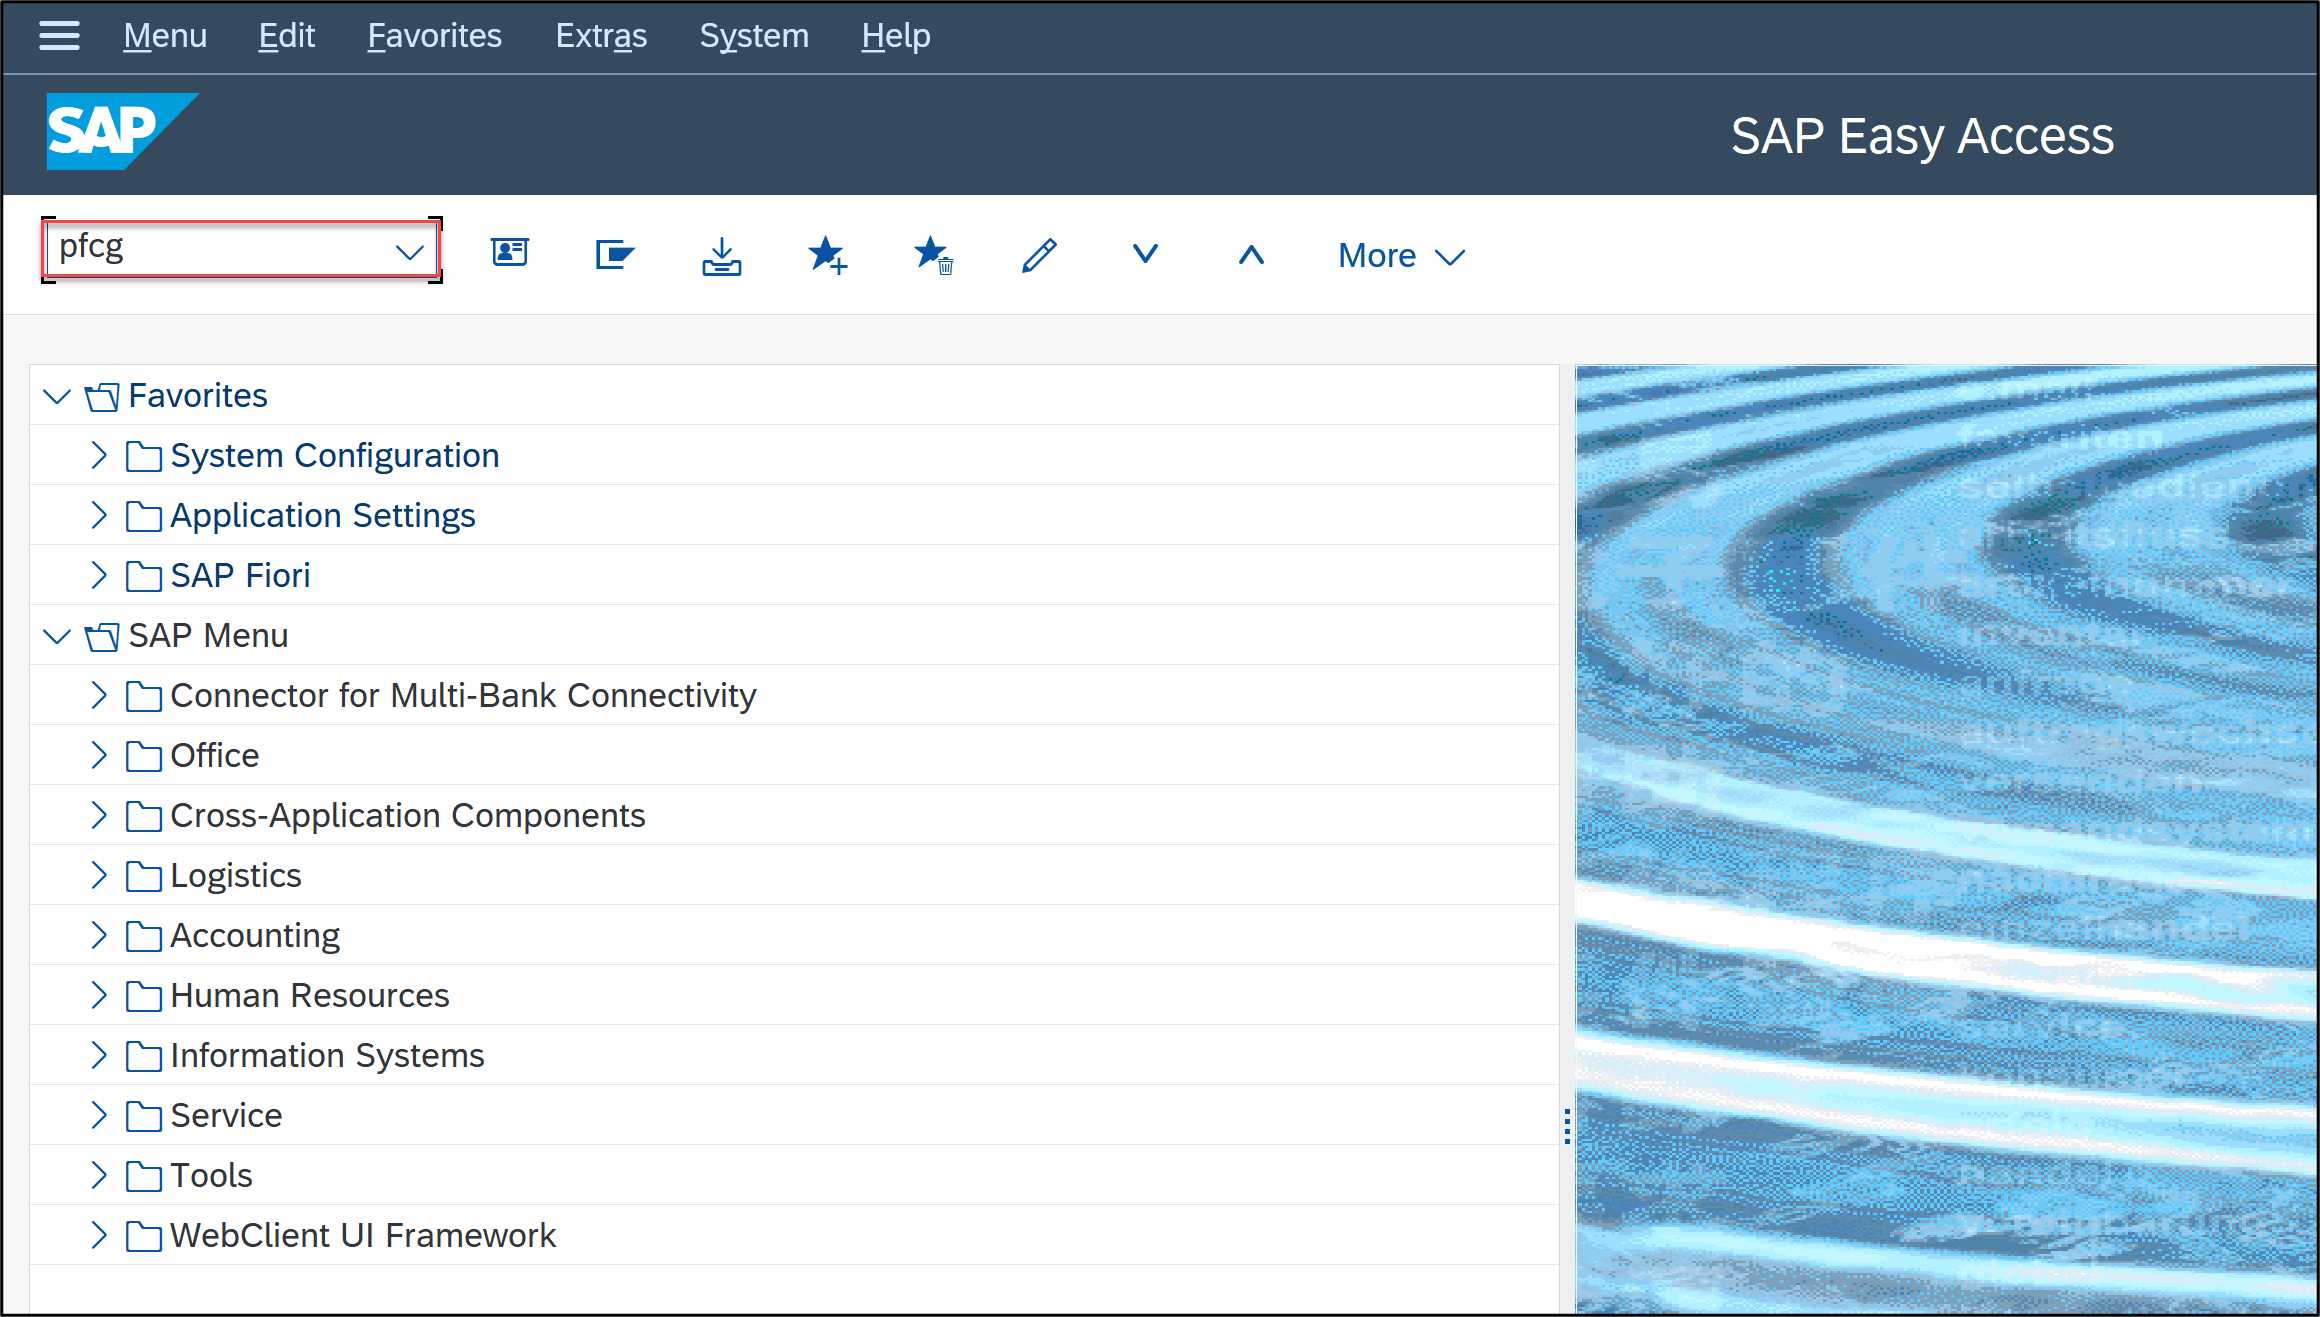 Menu Edit Favorites Extras System Help
SAP
SAP Easy Access
pfcg
More
Favorites
System Configuration
Application Settings
SAP Fiori
SAP Menu
Connector for Multi-Bank Connectivity
Office
Cross-Application Components
Logistics
Accounting
Human Resources
Information Systems
Service
Tools
WebClient UI Framework